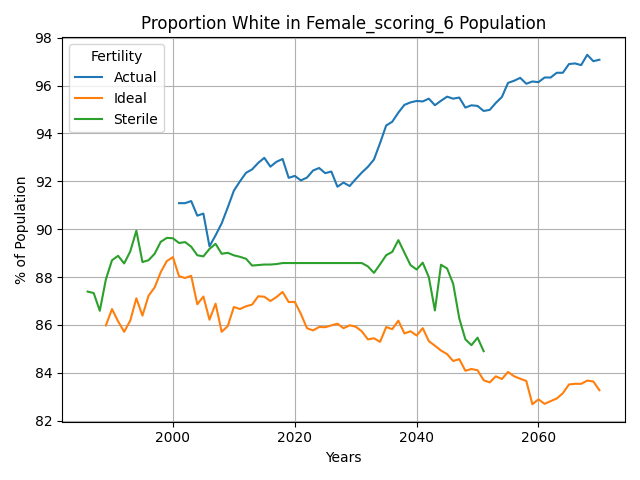 Proportion White in Female_scoring_6 Population
Fertility
Actual
Ideal
Sterile
% of Population
98
96
94
92
90
88
86
84
82
2000
2020
2040
2060
Years